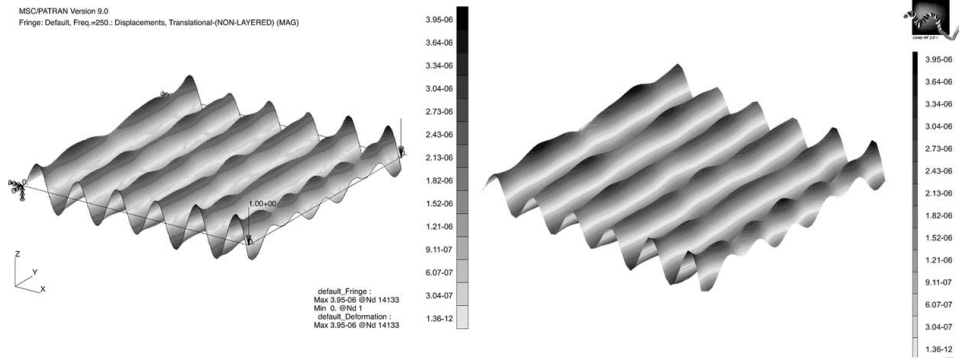 MSC/PATRAN Version 9.0
Fringe: Default, Freq.=250.: Displacements, Translational-(NON-LAYERED) (MAG)
3.95-06
3.64-06
3.34-06
3.04-06
2.73-06
2.43-06
2.13-06
1.82-06
1.52-06
1.21-06
9.11-07
6.07-07
3.04-07
1.36-12
1.00+00
Z
Y
X
default_Fringe :
Max 3.95-06 @Nd 14133
Min 0. @Nd 1
default_Deformation :
Max 3.95-06 @Nd 14133
3.95-06
3.64-06
3.34-06
3.04-06
2.73-06
2.43-06
2.13-06
1.82-06
1.52-06
1.21-06
9.11-07
6.07-07
3.04-07
1.36-12